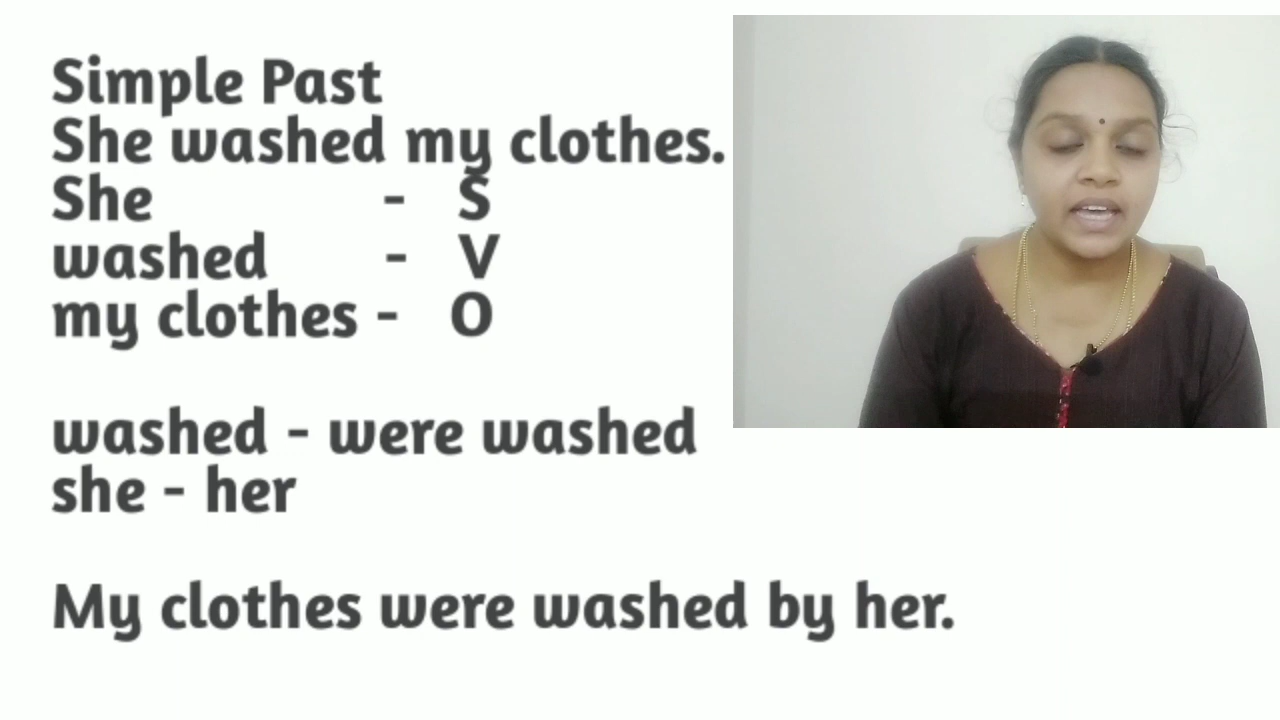 Simple Past
She washed my clothes.
She - S
washed - V
my clothes - O
washed - were washed
she - her
My clothes were washed by her.